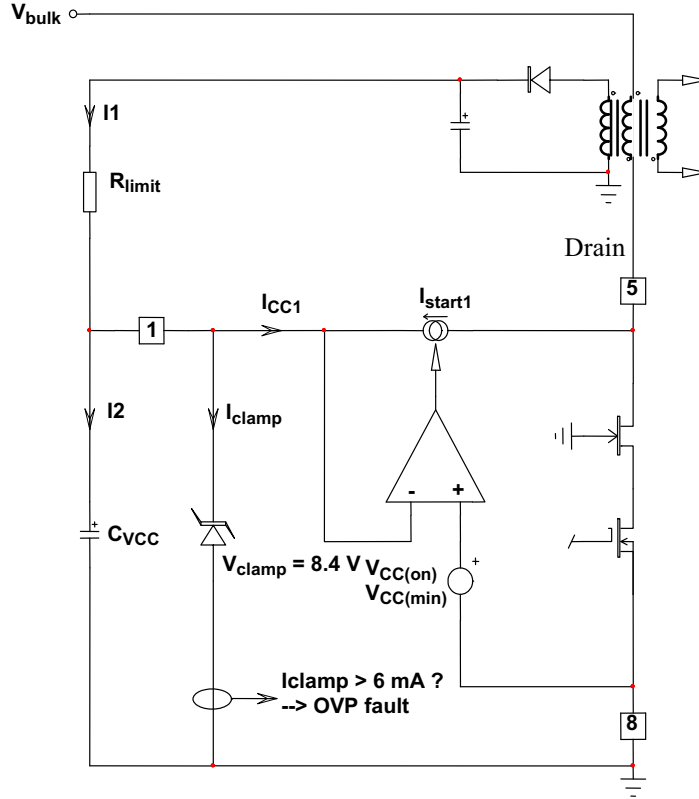 Vbulk
I1
Rlimit
Drain
5
ICC1
Istart1
1
I2
Iclamp
- +
CVCC
Vclamp = 8.4 V
VCC(on)
VCC(min)
Iclamp > 6 mA ?
--> OVP fault
8